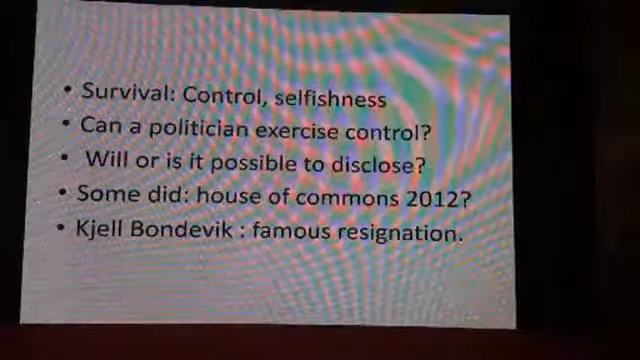 • Survival: Control, selfishness
• Can a politician exercise control?
• Will or is it possible to disclose?
• Some did: house of commons 2012?
• Kjell Bondevik : famous resignation.